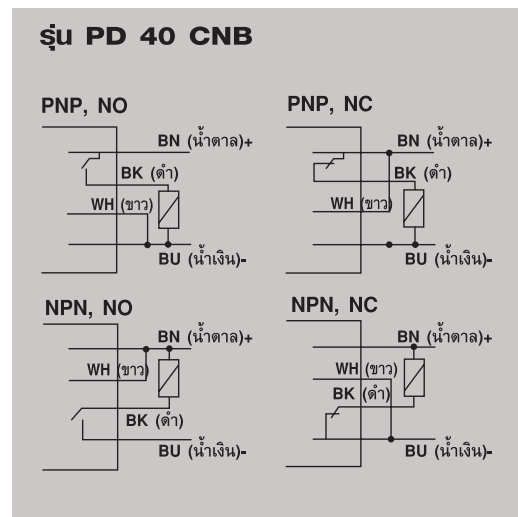 รุ่น PD 40 CNB
PNP, NO
BN (น้ำตาล)+
BK (ดำ)
WH (ขาว)
BU (น้ำเงิน)-
PNP, NC
BN (น้ำตาล)+
BK (ดำ)
WH (ขาว)
BU (น้ำเงิน)-
NPN, NO
BN (น้ำตาล)+
WH (ขาว)
BK (ดำ)
BU (น้ำเงิน)-
NPN, NC
BN (น้ำตาล)+
WH (ขาว)
BK (ดำ)
BU (น้ำเงิน)-